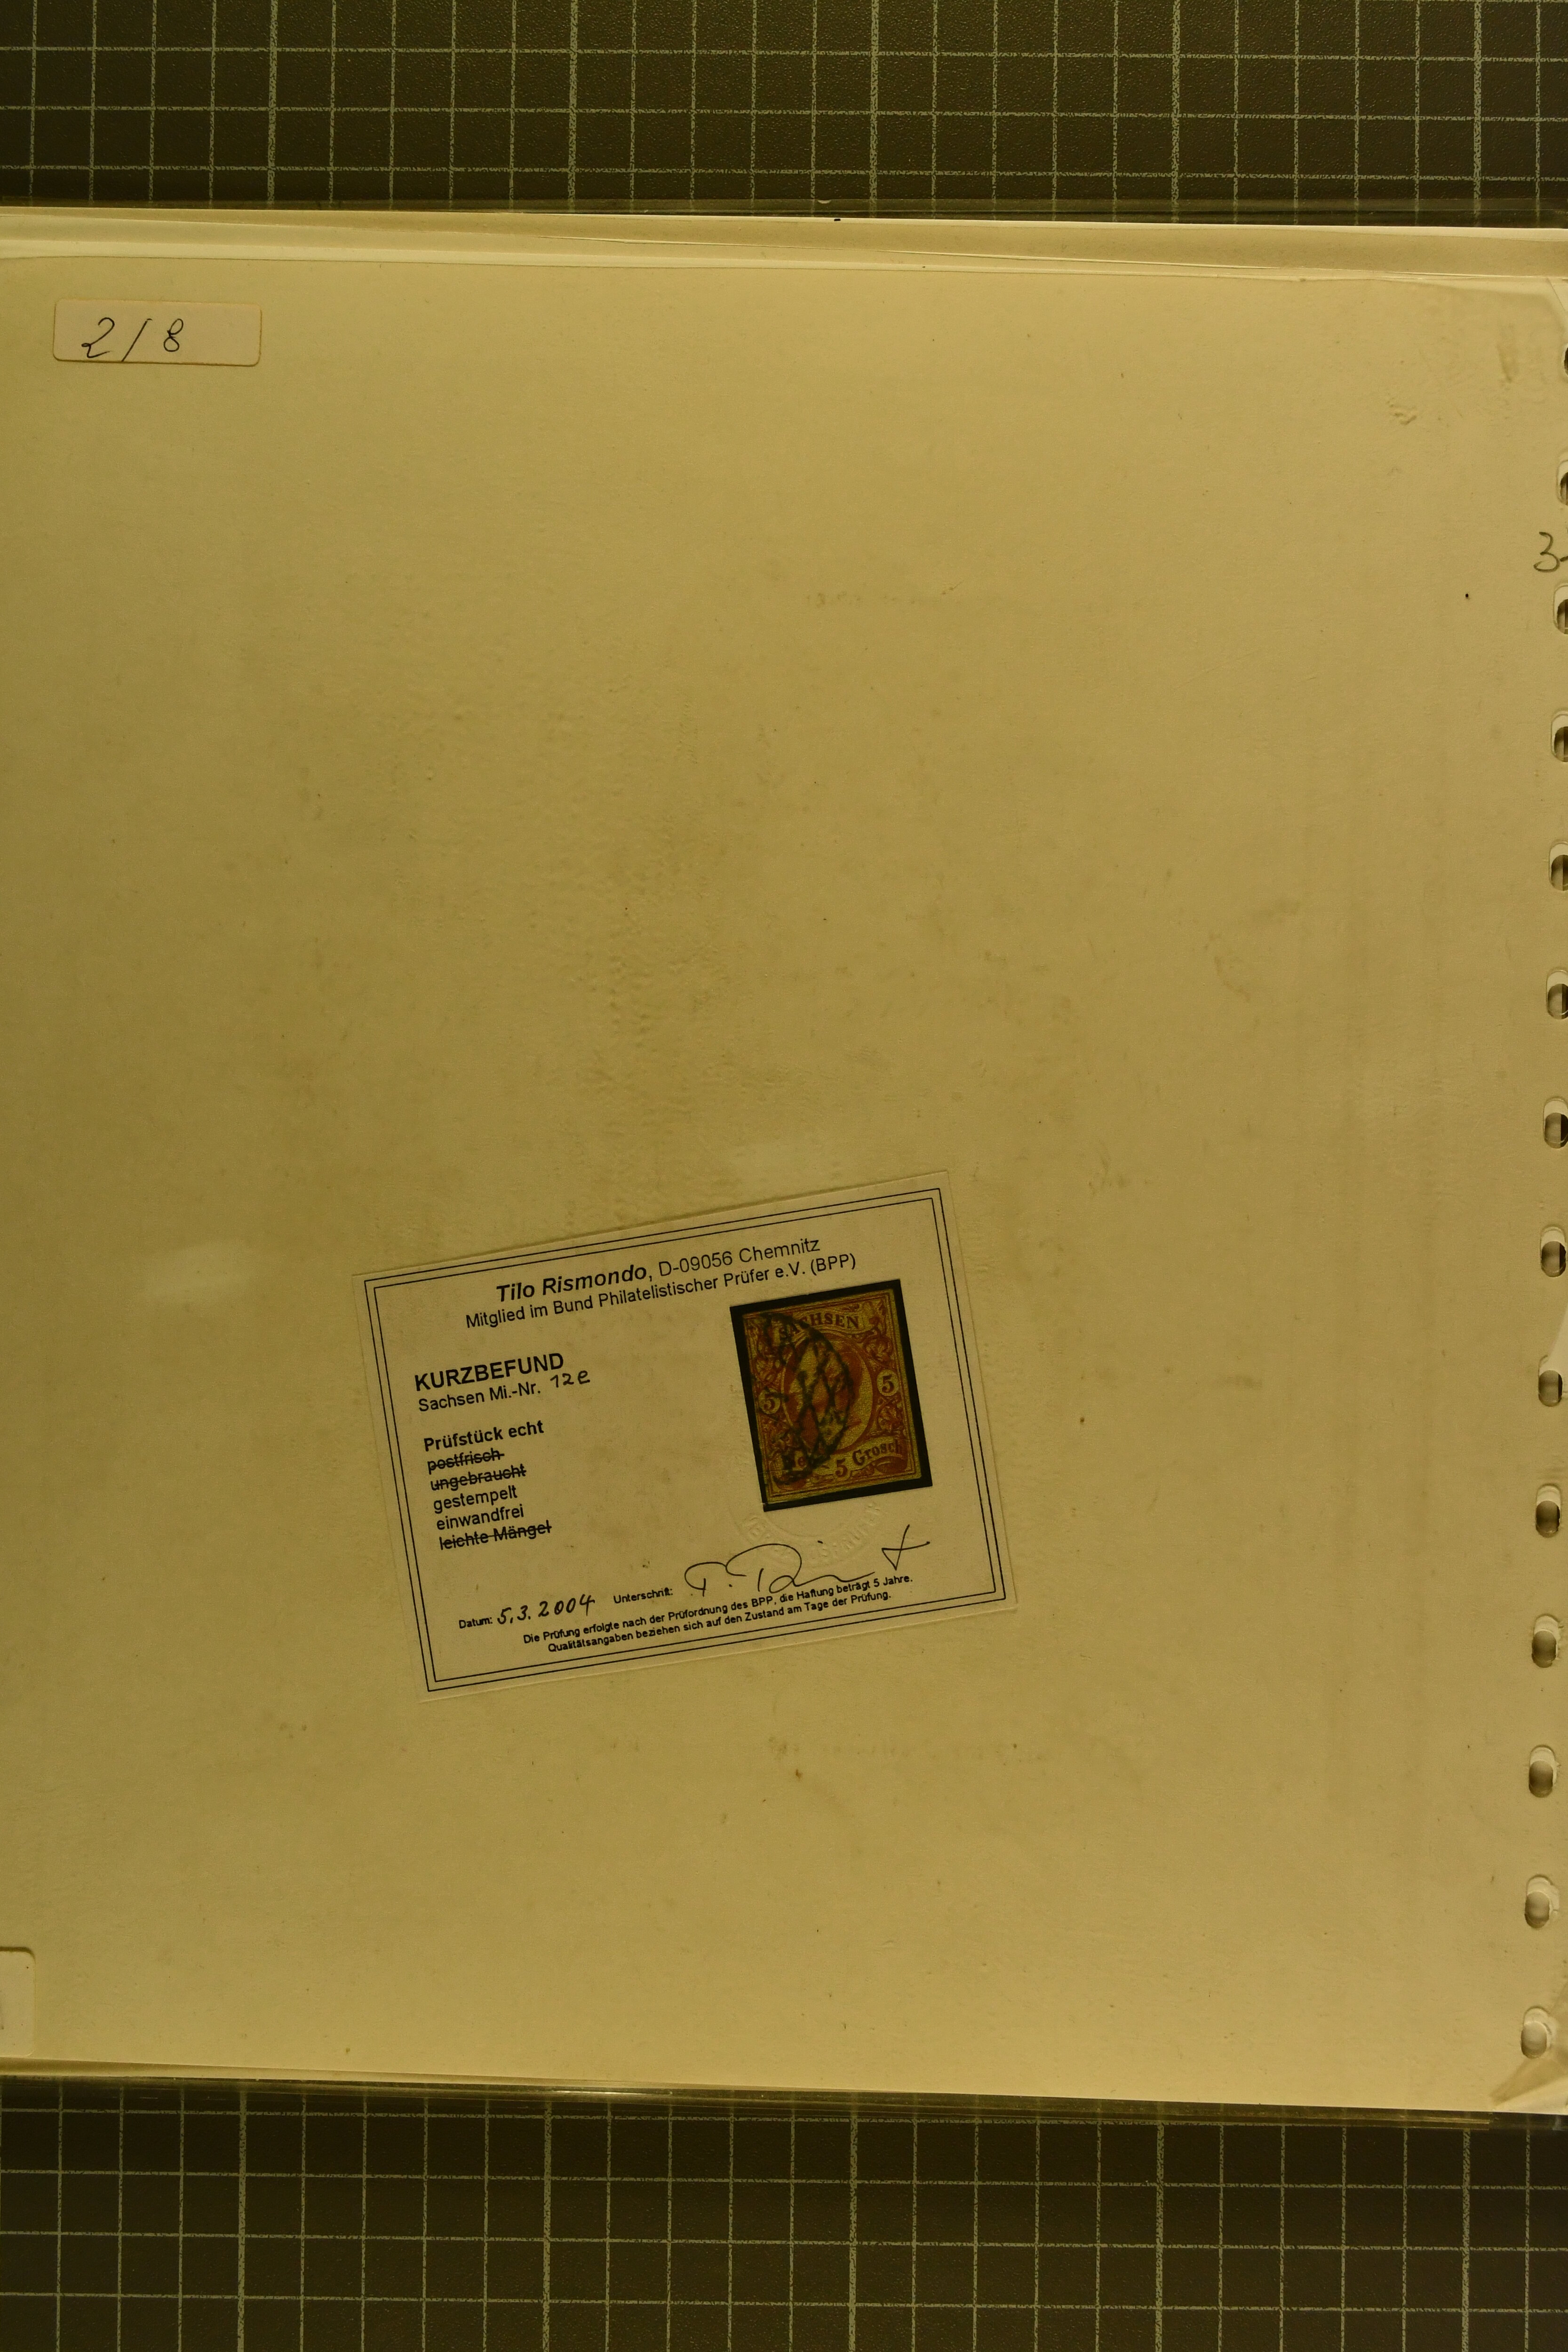 2/8
3
Tilo Rismondo, D-09056 Chemnitz
Mitglied im Bund Philatelistischer Prüfer e.V. (BPP)
KURZBEFUND
Sachsen Mi.-Nr. 12e
Prüfstück echt
postfrisch
ungebraucht
gestempelt
einwandfrei
leichte Mängel
SACHSEN
5
5
5 Grosch
Datum: 5.3.2004 Unterschrift:
Die Prüfung erfolgte nach der Prüfordnung des BPP, die Haftung beträgt 5 Jahre.
Qualitätsangaben beziehen sich auf den Zustand am Tage der Prüfung.